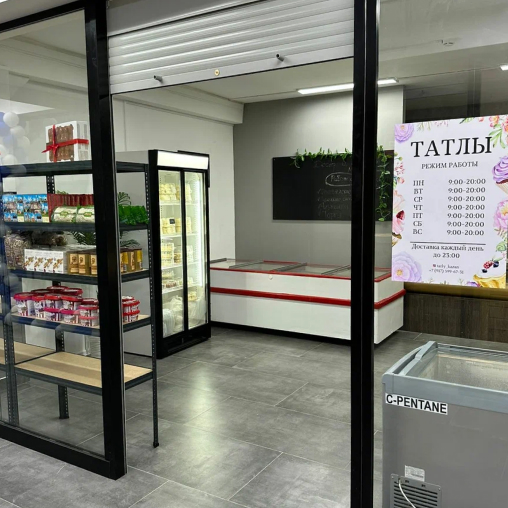 ТАТЛЫ
РЕЖИМ РАБОТЫ
ПН 9:00-20:00
ВТ 9:00-20:00
СР 9:00-20:00
ЧТ 9:00-20:00
ПТ 9:00-20:00
СБ 9:00-20:00
ВС 9:00-20:00
Доставка каждый день
до 23:00
C-PENTANE